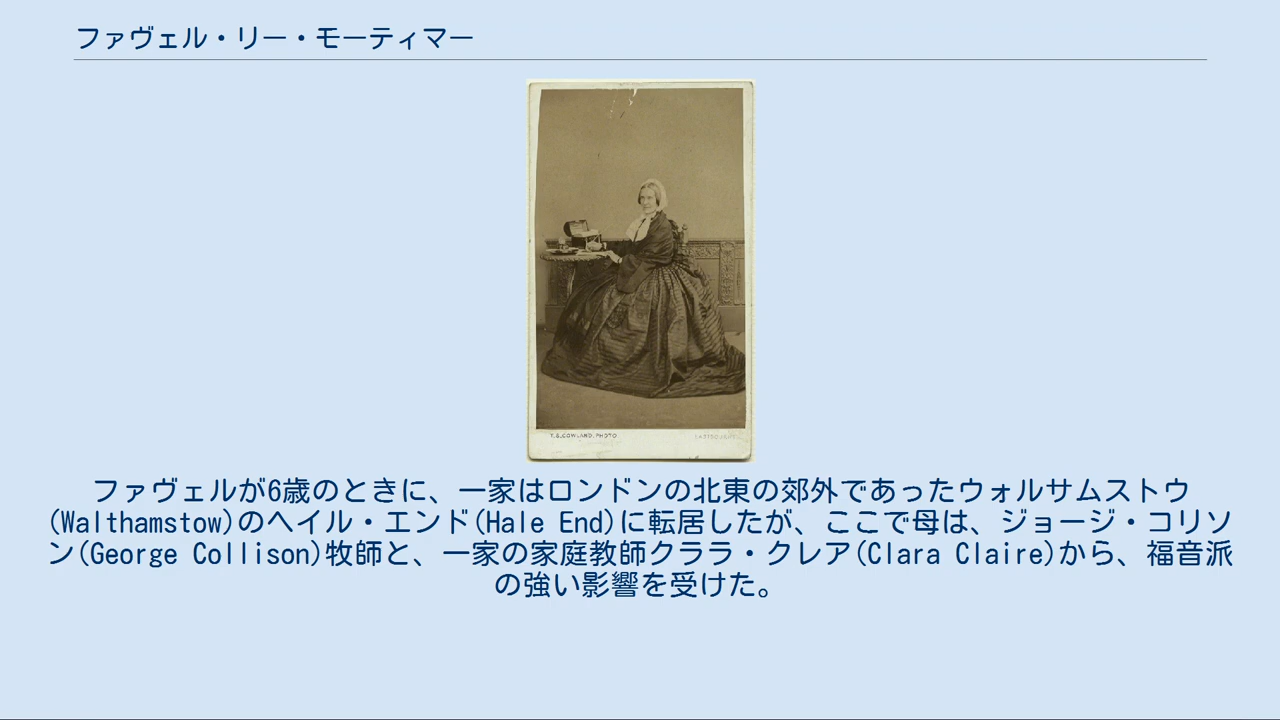 ファヴェル・リー・モーティマー
T.S.COWLAND.PHOTO
ファヴェルが6歳のときに、一家はロンドンの北東の郊外であったウォルサムストウ
(Walthamstow)のヘイル・エンド(Hale End)に転居したが、ここで母は、ジョージ・コリソ
ン(George Collison)牧師と、一家の家庭教師クララ・クレア(Clara Claire)から、福音派
の強い影響を受けた。